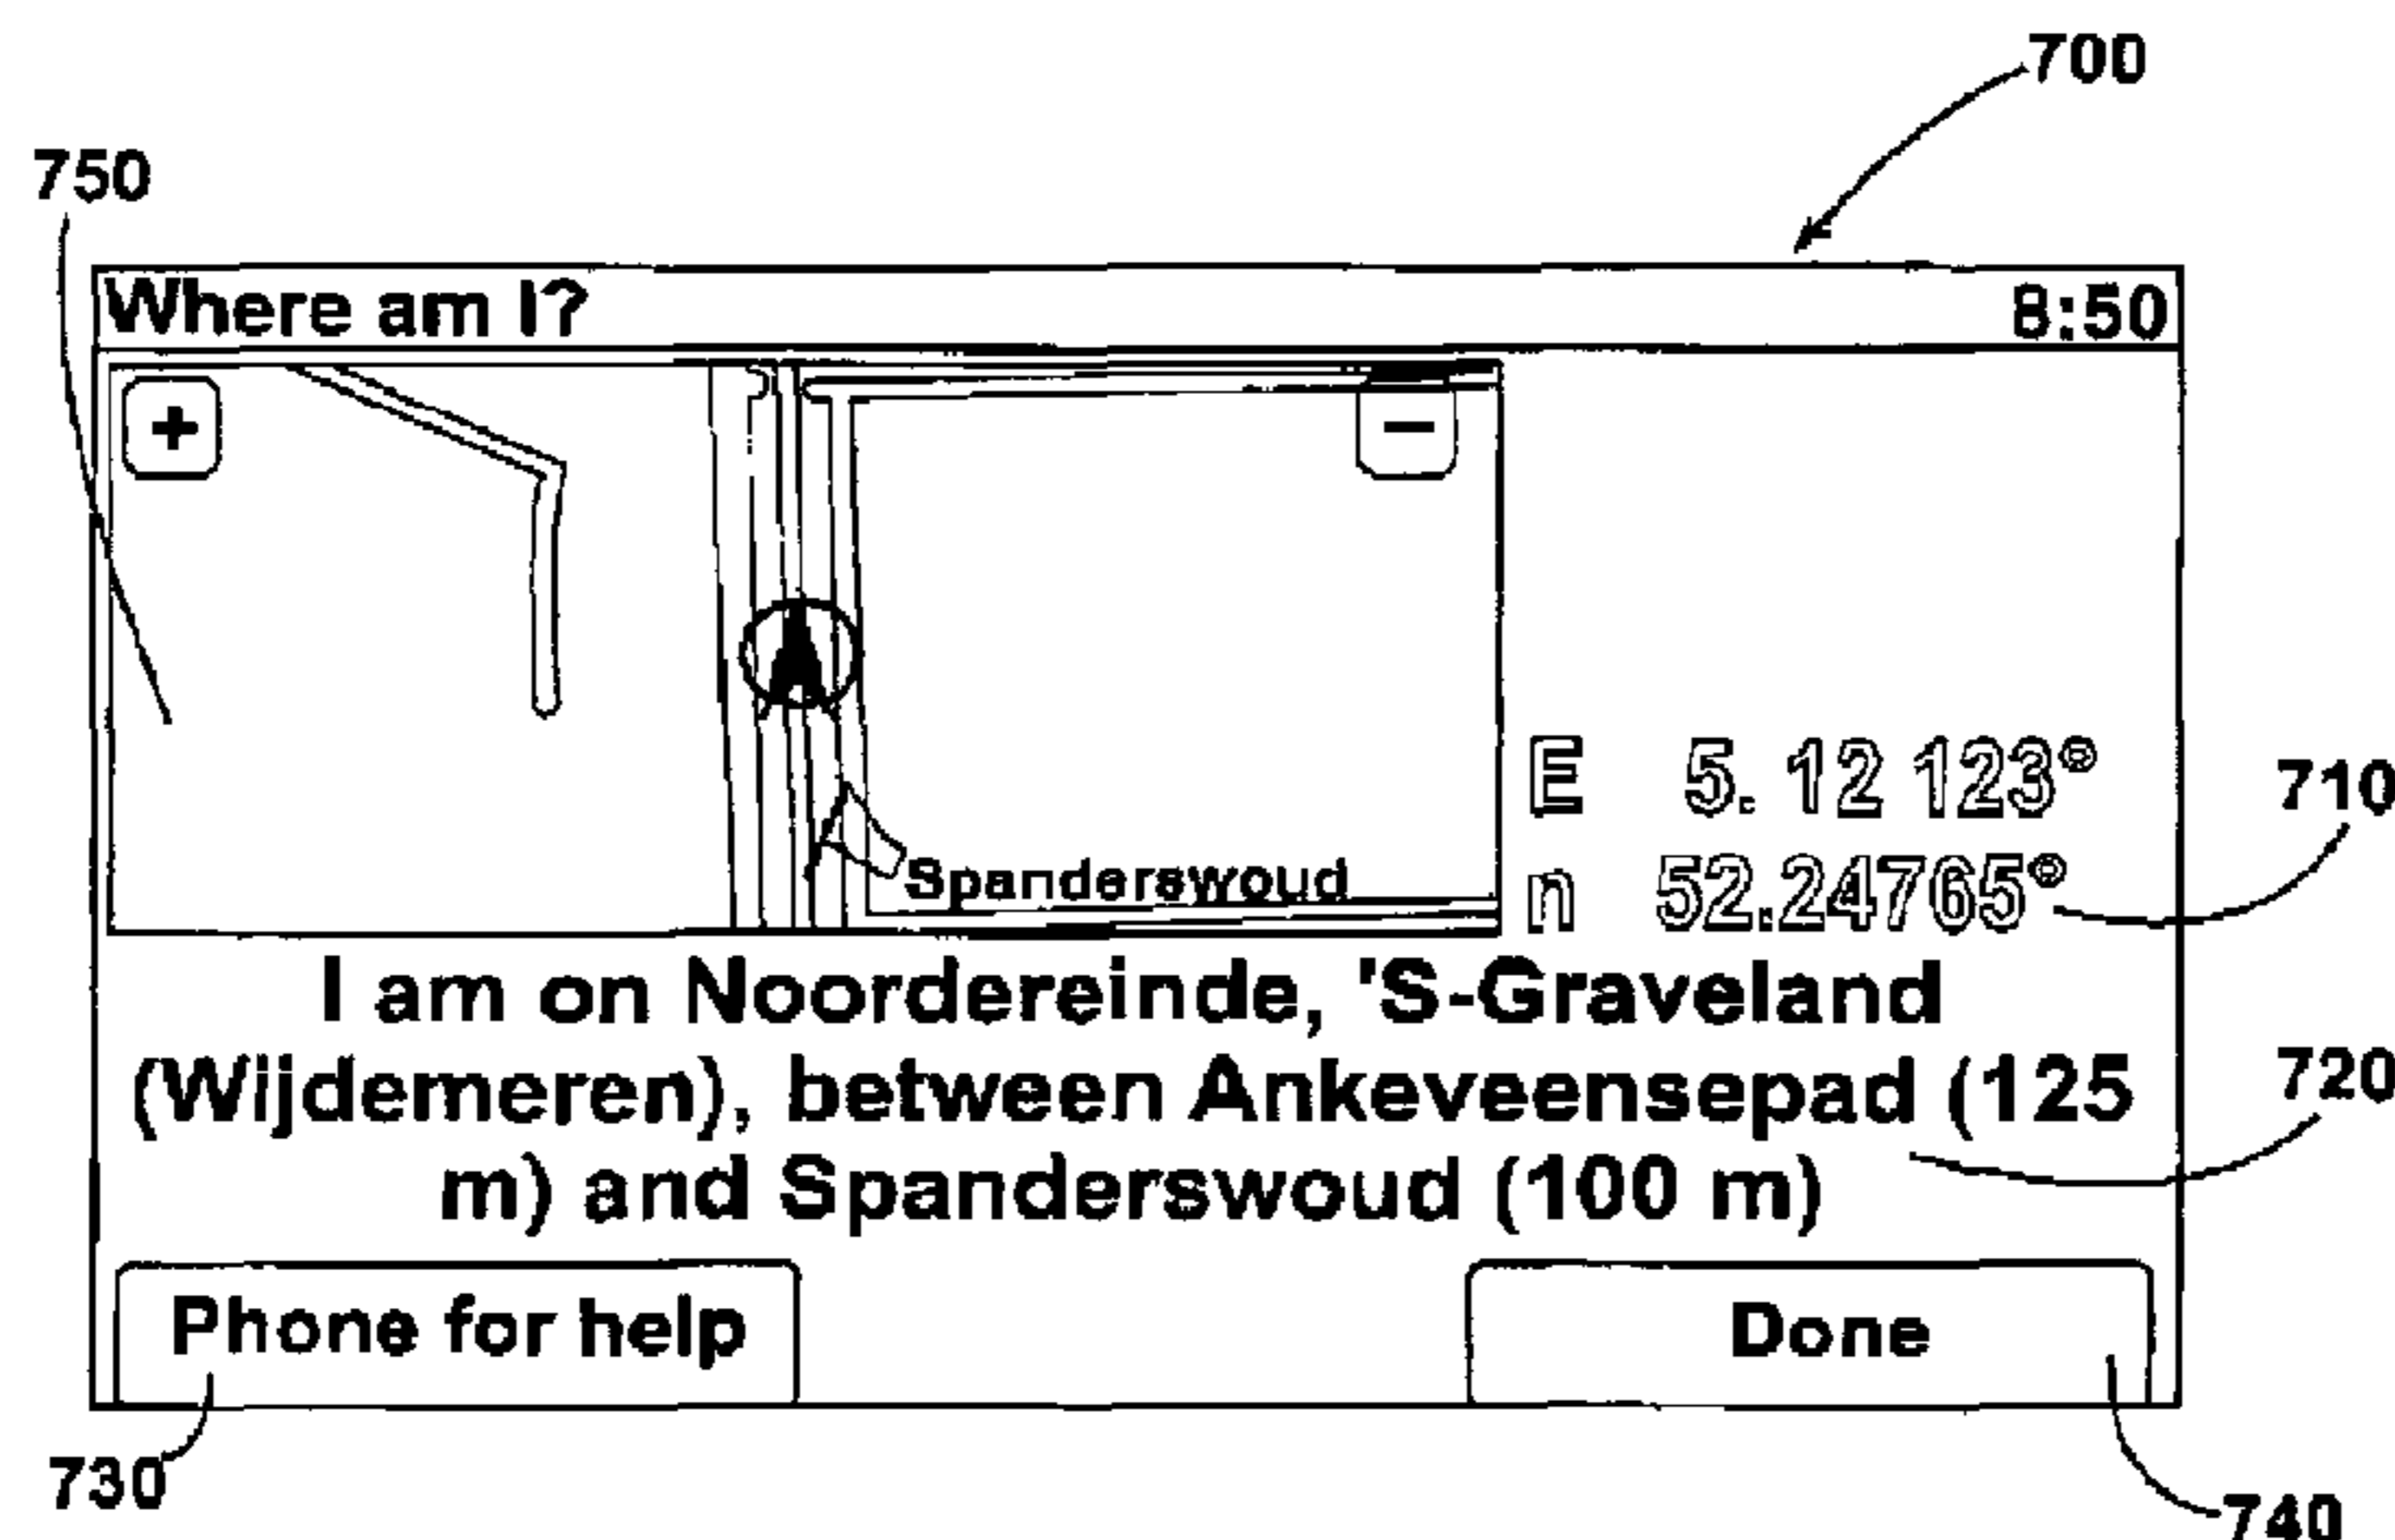 700
750
Where am I? 8:50
+ −
E 5. 12 123°
710
Spanderswoud
n 52.24765°
I am on Noordereinde, 'S-Graveland
(Wijdemeren), between Ankeveensepad (125
720
m) and Spanderswoud (100 m)
Phone for help Done
730
740